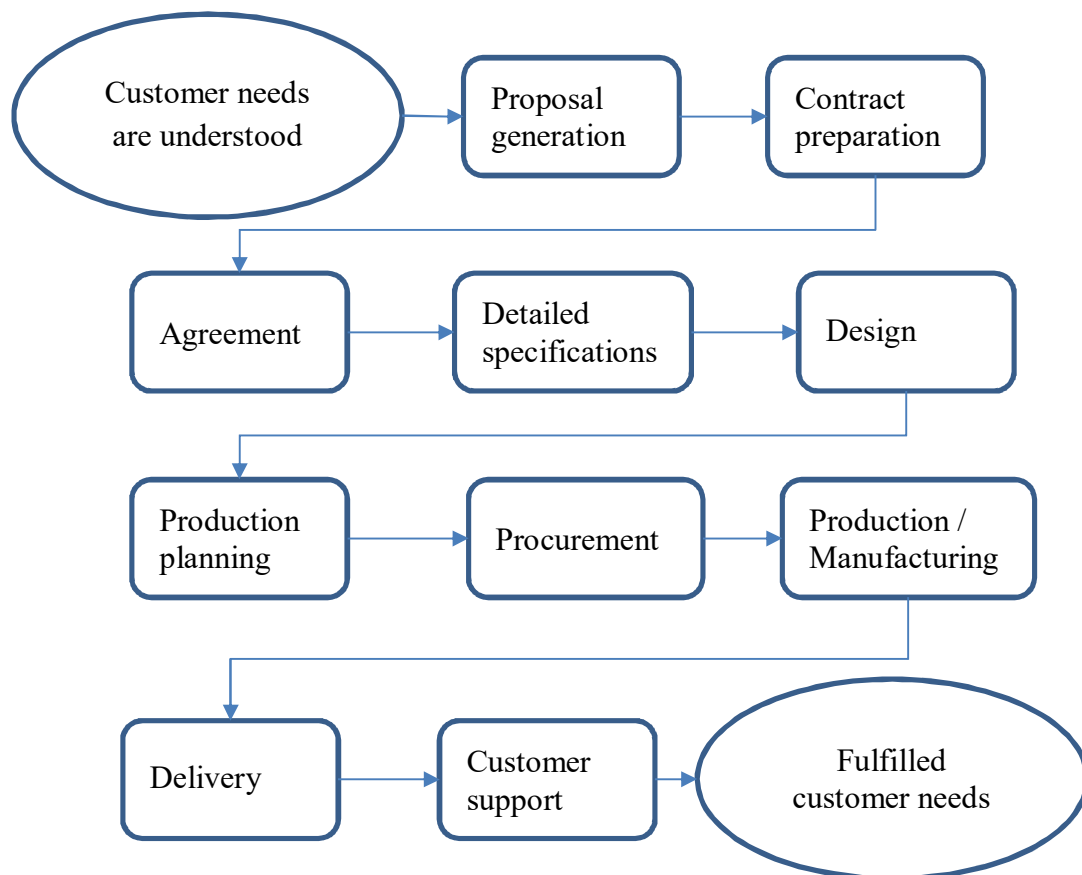 Customer needs
are understood
Proposal
generation
Contract
preparation
Agreement
Detailed
specifications
Design
Production
planning
Procurement
Production /
Manufacturing
Delivery
Customer
support
Fulfilled
customer needs